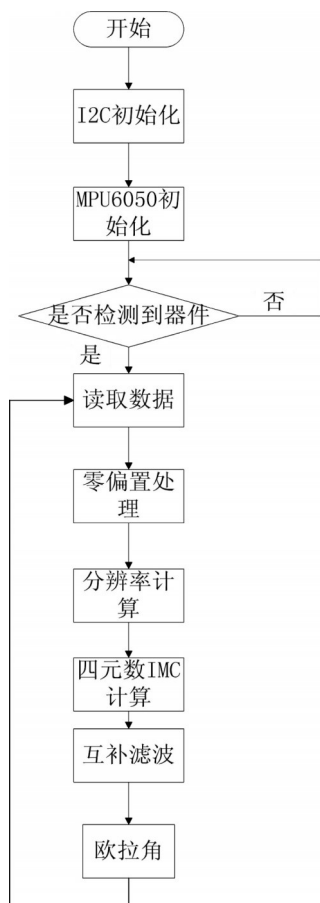 开始
I2C初始化
MPU6050初
始化
是否检测到器件
否
是
读取数据
零偏置处
理
分辨率计
算
四元数IMC
计算
互补滤波
欧拉角